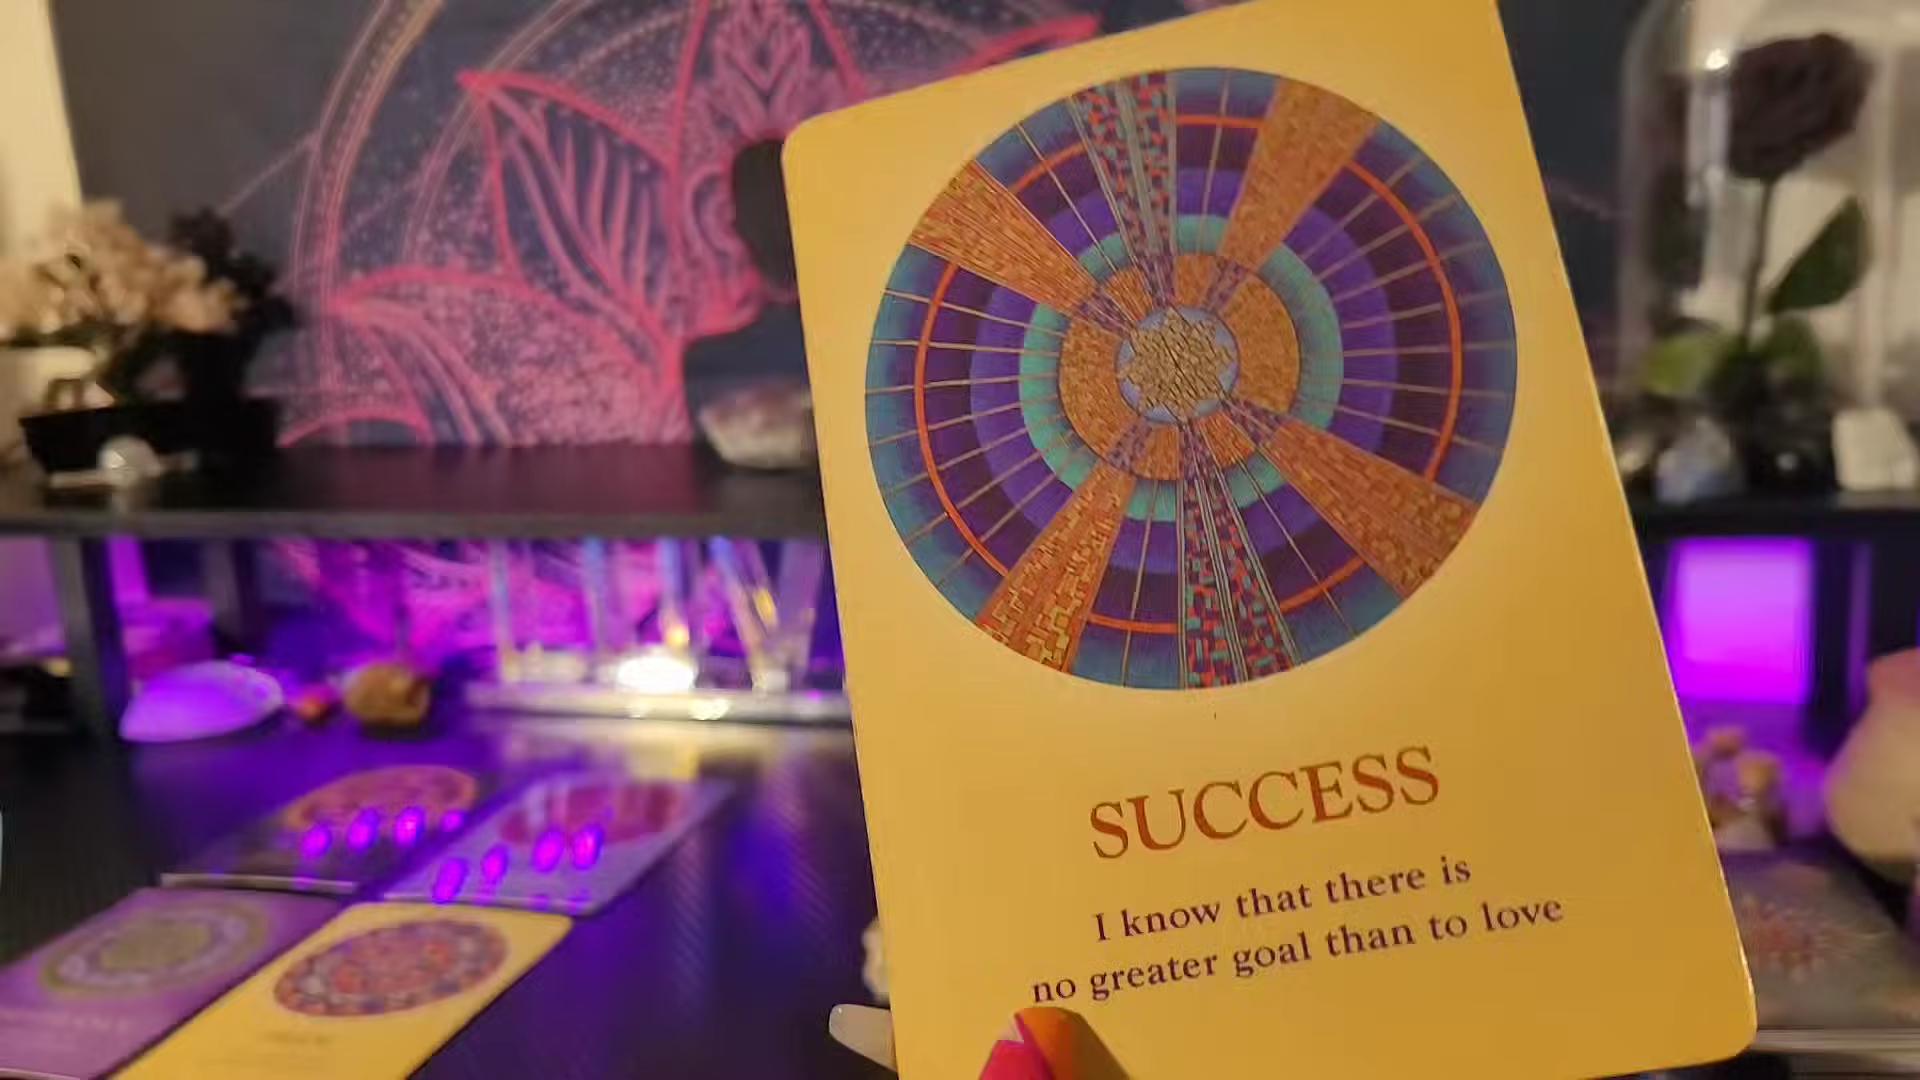 SUCCESS
I know that there is
no greater goal than to love